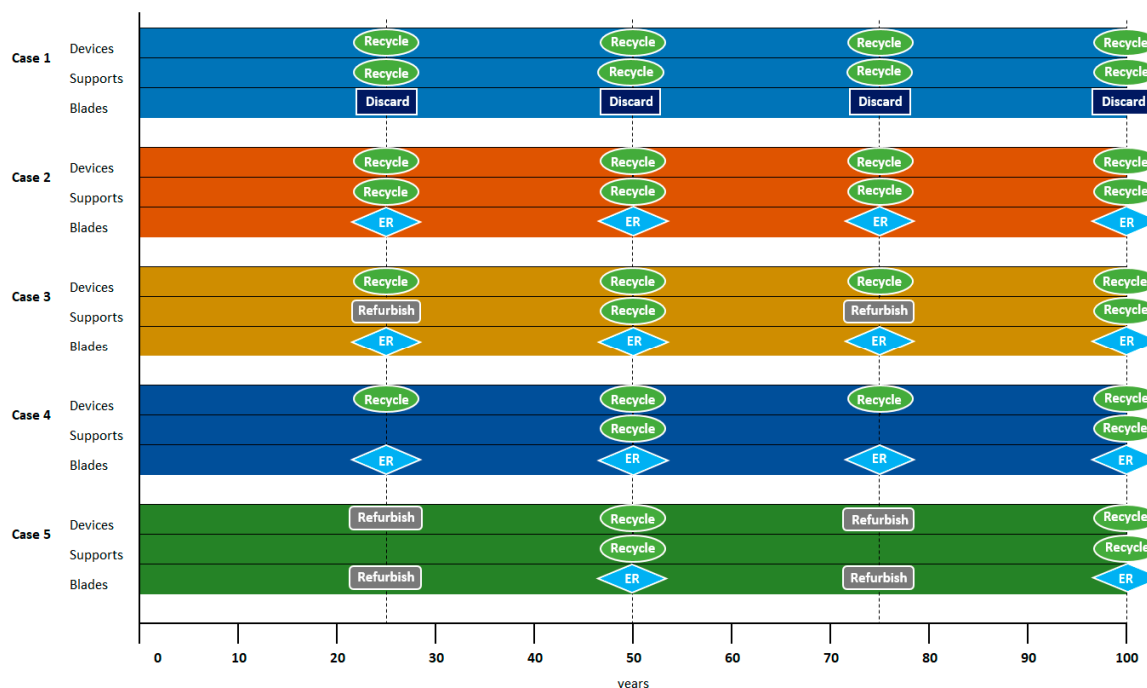 Case 1
Devices Recycle Recycle Recycle Recycle
Supports Recycle Recycle Recycle Recycle
Blades Discard Discard Discard Discard
Case 2
Devices Recycle Recycle Recycle Recycle
Supports Recycle Recycle Recycle Recycle
Blades ER ER ER ER
Case 3
Devices Recycle Recycle Recycle Recycle
Supports Refurbish Recycle Refurbish Recycle
Blades ER ER ER ER
Case 4
Devices Recycle Recycle Recycle Recycle
Supports Recycle Recycle
Blades ER ER ER ER
Case 5
Devices Refurbish Recycle Refurbish Recycle
Supports Recycle Recycle
Blades Refurbish ER Refurbish ER
0 10 20 30 40 50 60 70 80 90 100
years